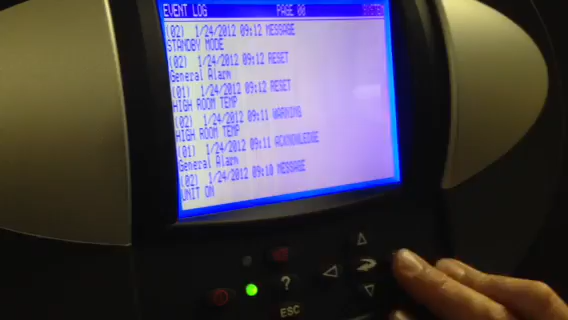 EVENT LOG PAGE 00 SYSTEM
(02) 1/24/2012 09:12 MESSAGE
STANDBY MODE
(02) 1/24/2012 09:12 RESET
General Alarm
(01) 1/24/2012 09:12 RESET
HIGH ROOM TEMP
(02) 1/24/2012 09:11 WARNING
HIGH ROOM TEMP
(01) 1/24/2012 09:11 ACKNOWLEDGE
General Alarm
(02) 1/24/2012 09:10 MESSAGE
UNIT ON
?
ESC